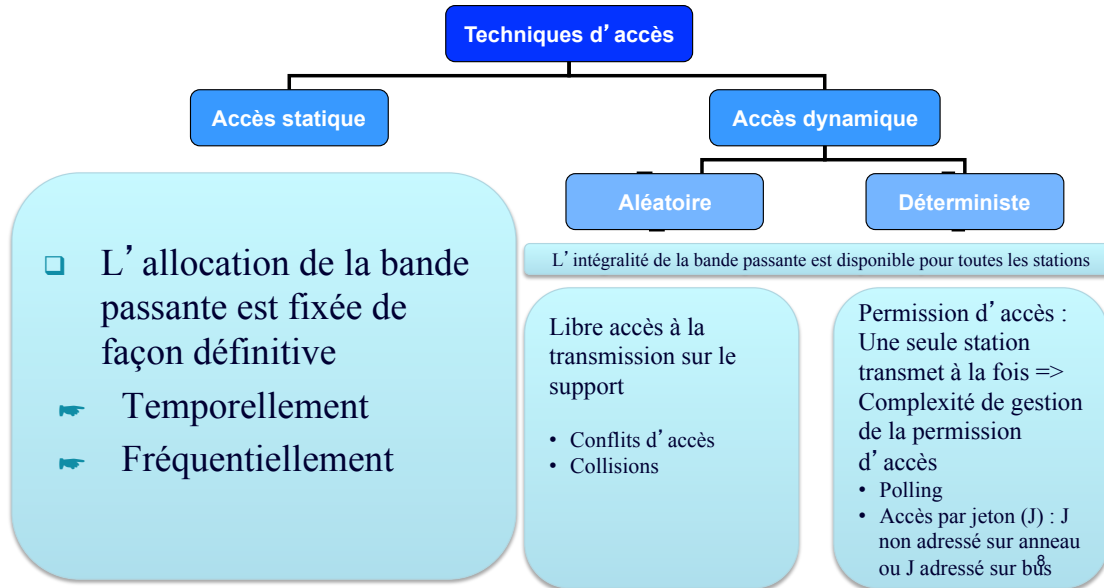 Techniques d’accès
Accès statique
Accès dynamique
Aléatoire
Déterministe
❑ L’allocation de la bande
passante est fixée de
façon définitive
☛ Temporellement
☛ Fréquentiellement
L’intégralité de la bande passante est disponible pour toutes les stations
Libre accès à la
transmission sur le
support
• Conflits d’accès
• Collisions
Permission d’accès :
Une seule station
transmet à la fois =>
Complexité de gestion
de la permission
d’accès
• Polling
• Accès par jeton (J) : J
non adressé sur anneau
ou J adressé sur bus
8